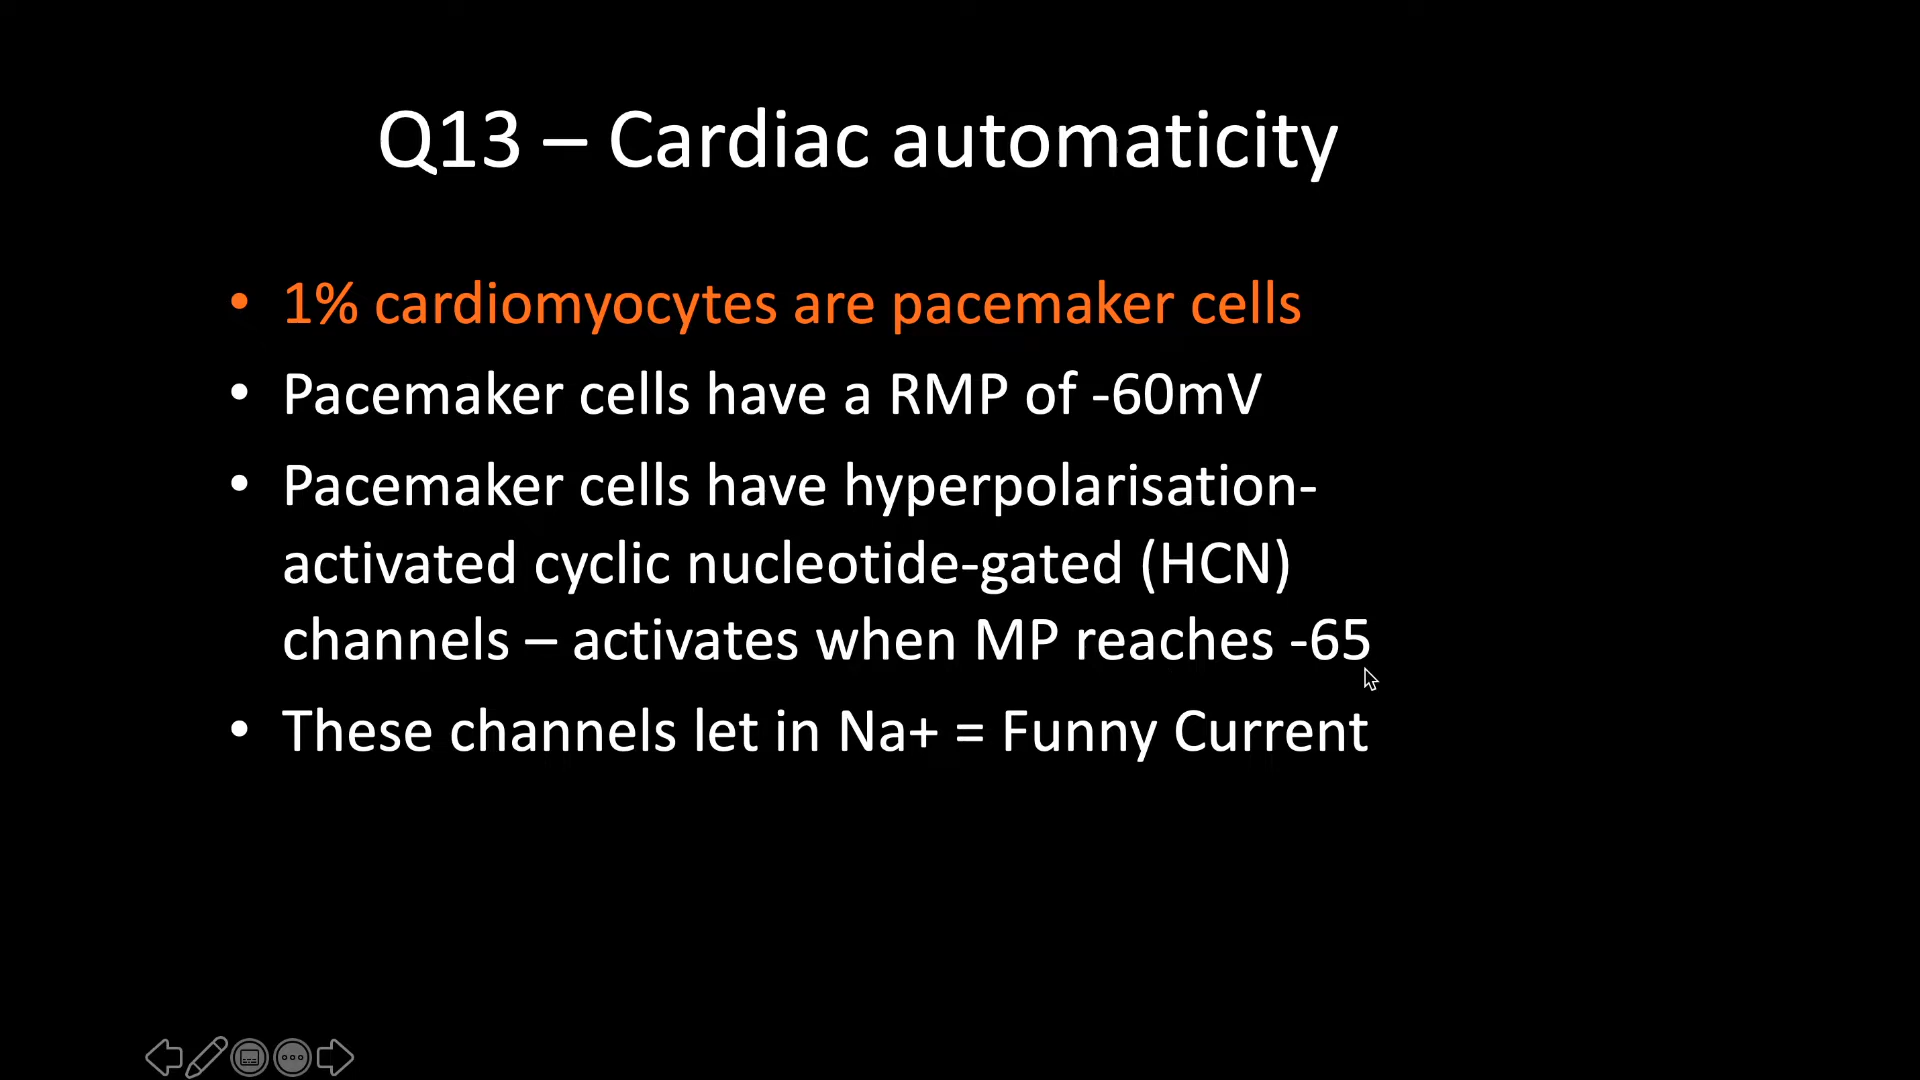 Q13 – Cardiac automaticity
• 1% cardiomyocytes are pacemaker cells
• Pacemaker cells have a RMP of -60mV
• Pacemaker cells have hyperpolarisation-
activated cyclic nucleotide-gated (HCN)
channels – activates when MP reaches -65
• These channels let in Na+ = Funny Current